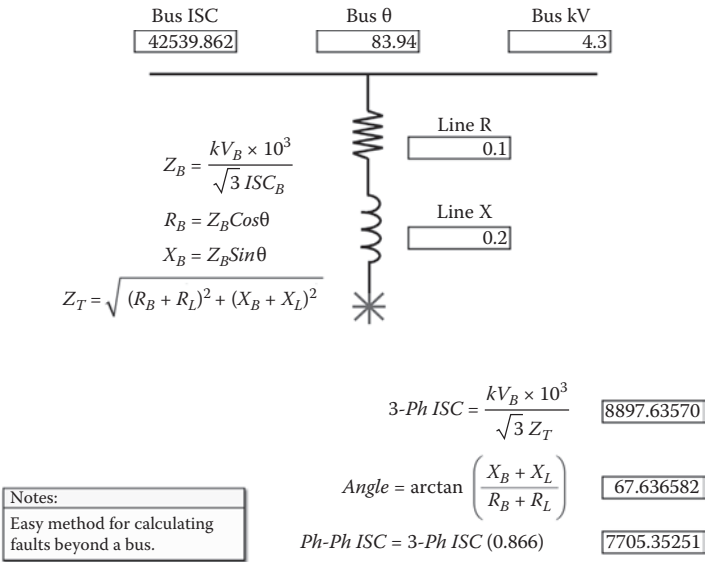 Bus ISC Bus θ Bus kV
42539.862 83.94 4.3
Line R
0.1
Z_B = kV_B × 10^3 / √3 ISC_B
R_B = Z_B Cosθ
Line X
0.2
X_B = Z_B Sinθ
Z_T = √(R_B + R_L)^2 + (X_B + X_L)^2
3-Ph ISC = kV_B × 10^3 / √3 Z_T 8897.63570
Angle = arctan (X_B + X_L / R_B + R_L) 67.636582
Notes:
Easy method for calculating
faults beyond a bus.
Ph-Ph ISC = 3-Ph ISC (0.866) 7705.35251